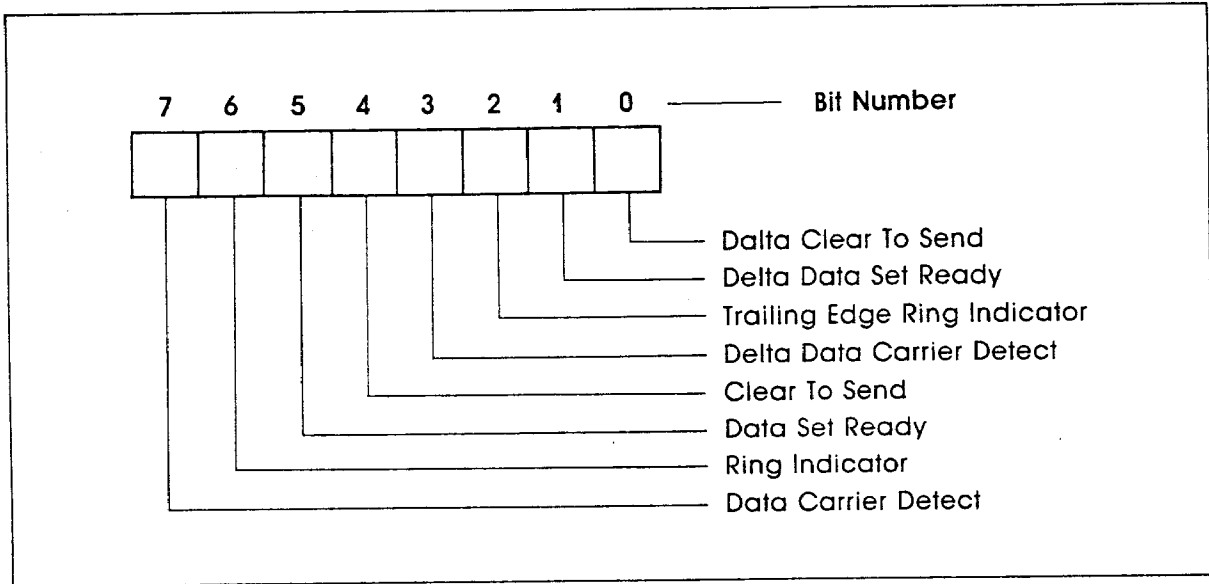 7 6 5 4 3 2 1 0 Bit Number
Dalta Clear To Send
Delta Data Set Ready
Trailing Edge Ring Indicator
Delta Data Carrier Detect
Clear To Send
Data Set Ready
Ring Indicator
Data Carrier Detect